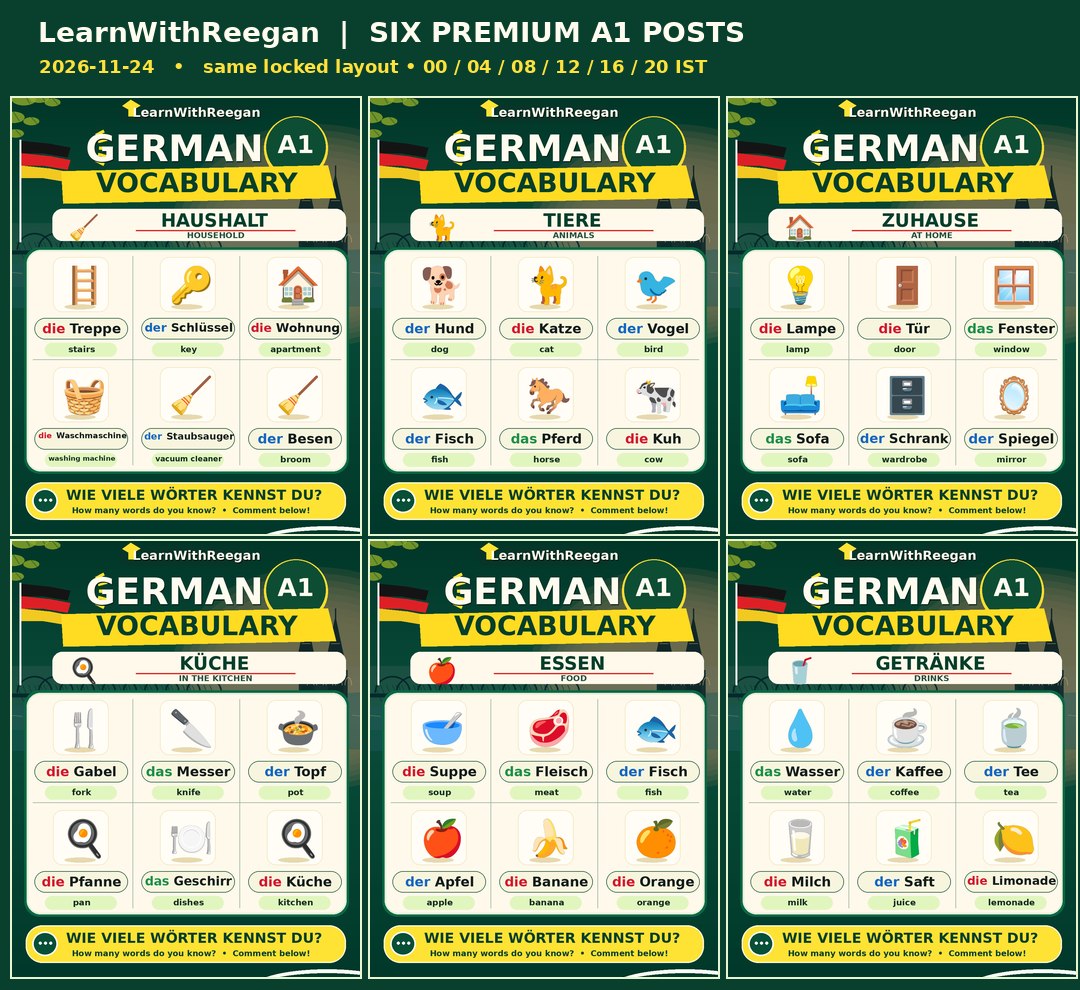 LearnWithReegan | SIX PREMIUM A1 POSTS
2026-11-24 • same locked layout • 00 / 04 / 08 / 12 / 16 / 20 IST
LearnWithReegan
GERMAN A1
VOCABULARY
HAUSHALT
HOUSEHOLD
die Treppe der Schlüssel die Wohnung
stairs key apartment
die Waschmaschine der Staubsauger der Besen
washing machine vacuum cleaner broom
WIE VIELE WÖRTER KENNST DU?
How many words do you know? • Comment below!
LearnWithReegan
GERMAN A1
VOCABULARY
TIERE
ANIMALS
der Hund die Katze der Vogel
dog cat bird
der Fisch das Pferd die Kuh
fish horse cow
WIE VIELE WÖRTER KENNST DU?
How many words do you know? • Comment below!
LearnWithReegan
GERMAN A1
VOCABULARY
ZUHAUSE
AT HOME
die Lampe die Tür das Fenster
lamp door window
das Sofa der Schrank der Spiegel
sofa wardrobe mirror
WIE VIELE WÖRTER KENNST DU?
How many words do you know? • Comment below!
LearnWithReegan
GERMAN A1
VOCABULARY
KÜCHE
IN THE KITCHEN
die Gabel das Messer der Topf
fork knife pot
die Pfanne das Geschirr die Küche
pan dishes kitchen
WIE VIELE WÖRTER KENNST DU?
How many words do you know? • Comment below!
LearnWithReegan
GERMAN A1
VOCABULARY
ESSEN
FOOD
die Suppe das Fleisch der Fisch
soup meat fish
der Apfel die Banane die Orange
apple banana orange
WIE VIELE WÖRTER KENNST DU?
How many words do you know? • Comment below!
LearnWithReegan
GERMAN A1
VOCABULARY
GETRÄNKE
DRINKS
das Wasser der Kaffee der Tee
water coffee tea
die Milch der Saft die Limonade
milk juice lemonade
WIE VIELE WÖRTER KENNST DU?
How many words do you know? • Comment below!